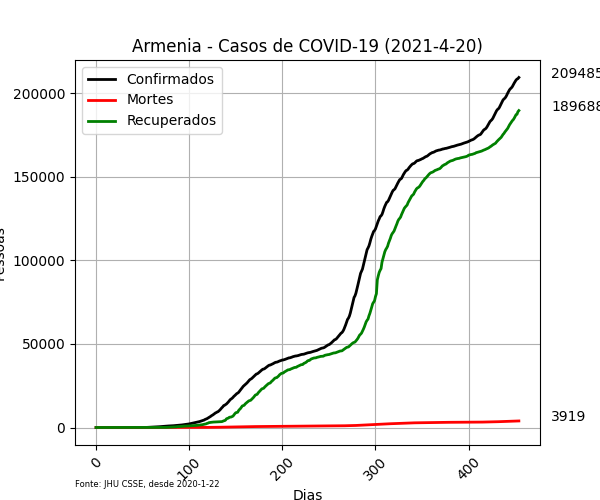 Armenia - Casos de COVID-19 (2021-4-20)
Confirmados
Mortes
Recuperados
209485
189688
3919
200000
150000
100000
50000
0
Pessoas
0
100
200
300
400
Dias
Fonte: JHU CSSE, desde 2020-1-22